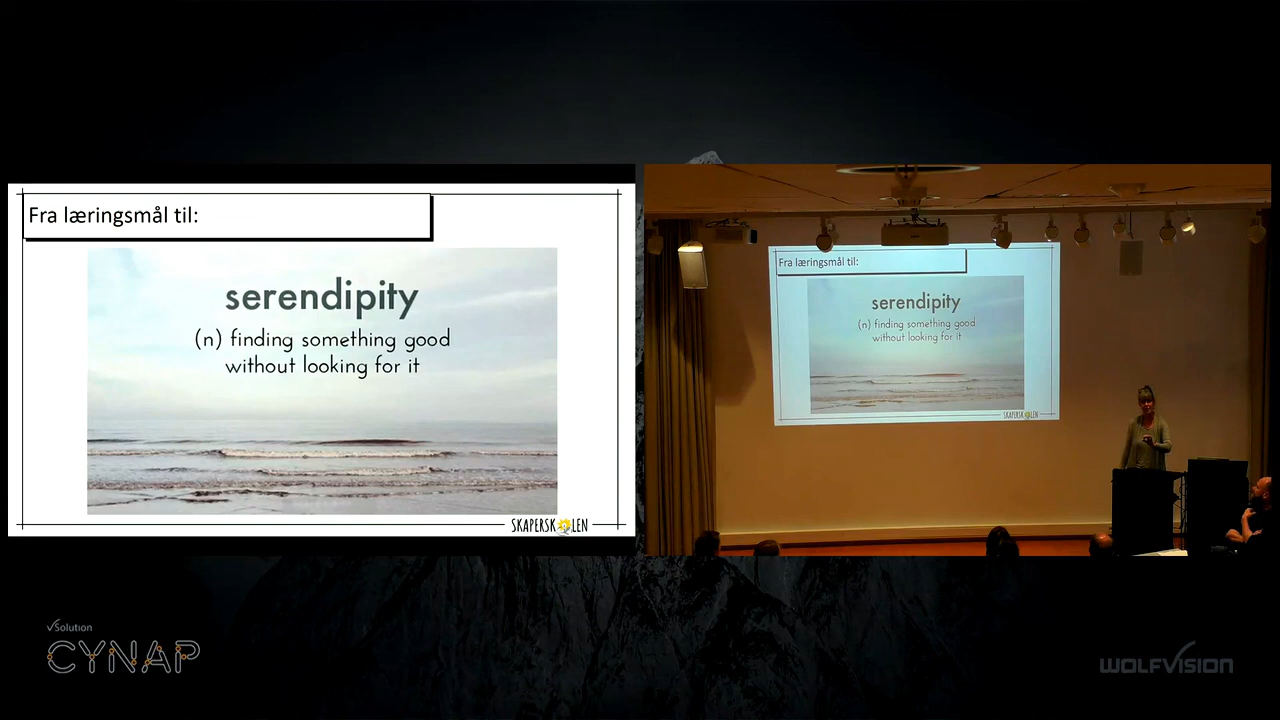 Fra læringsmål til:
serendipity
(n) finding something good
without looking for it
SKAPERSKOLEN
Fra læringsmål til:
serendipity
(n) finding something good
without looking for it
SKAPERSKOLEN
vSolution
CYNAP
WOLFVISION